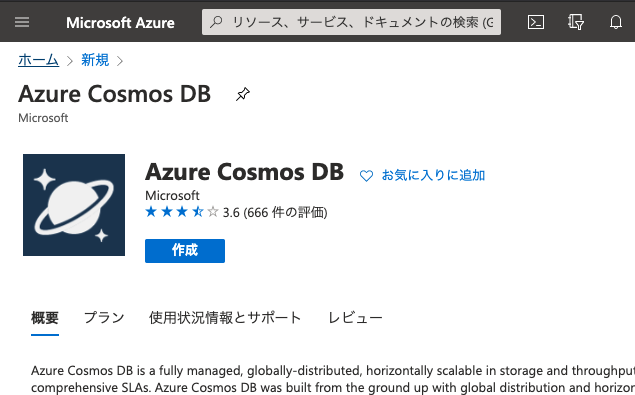 Microsoft Azure
リソース、サービス、ドキュメントの検索 (G
ホーム > 新規 >
Azure Cosmos DB
Microsoft
Azure Cosmos DB
お気に入りに追加
Microsoft
3.6 (666 件の評価)
作成
概要 プラン 使用状況情報とサポート レビュー
Azure Cosmos DB is a fully managed, globally-distributed, horizontally scalable in storage and throughput
comprehensive SLAs. Azure Cosmos DB was built from the ground up with global distribution and horizon